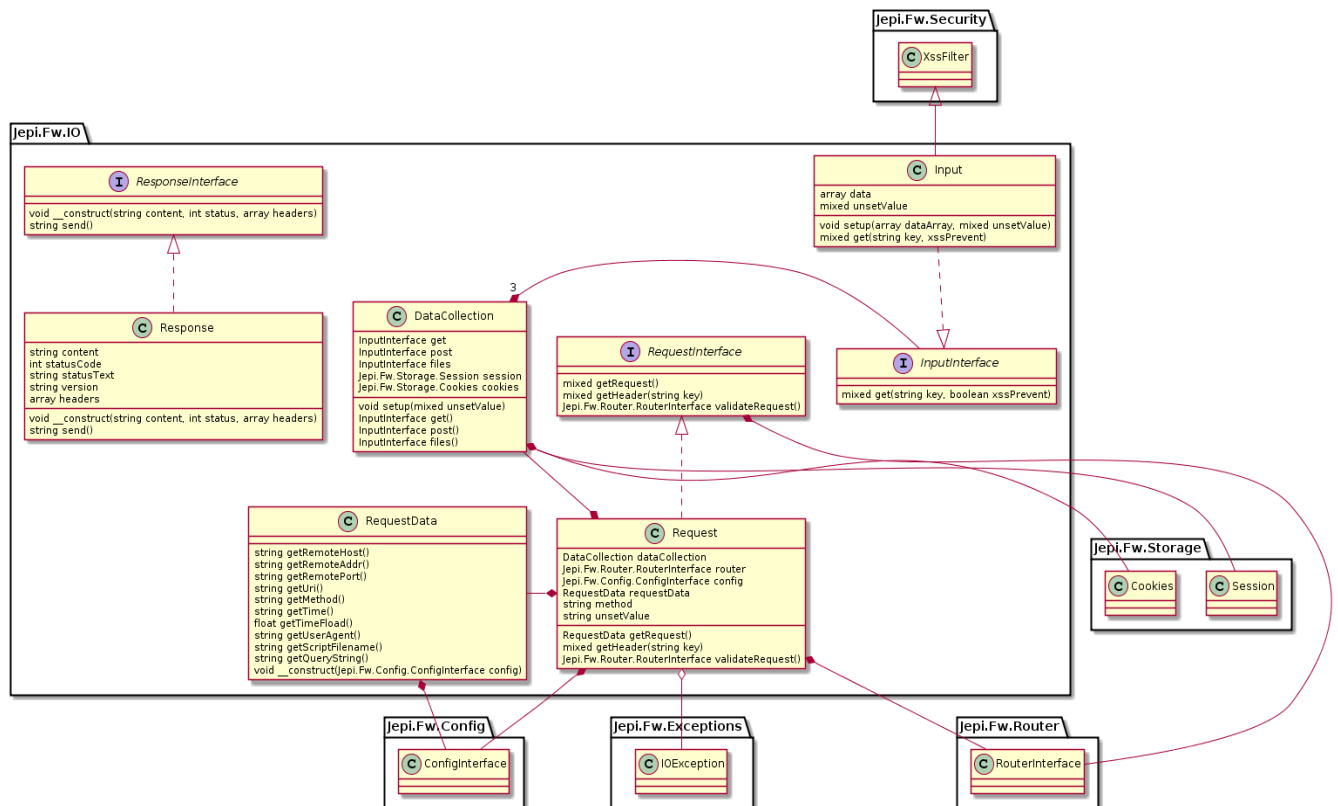 Jepi.Fw.Security
C XssFilter
Jepi.Fw.IO
I ResponseInterface
void __construct(string content, int status, array headers)
string send()
C Input
array data
mixed unsetValue
void setup(array dataArray, mixed unsetValue)
mixed get(string key, xssPrevent)
C Response
string content
int statusCode
string statusText
string version
array headers
void __construct(string content, int status, array headers)
string send()
3
C DataCollection
InputInterface get
InputInterface post
InputInterface files
Jepi.Fw.Storage.Session session
Jepi.Fw.Storage.Cookies cookies
void setup(mixed unsetValue)
InputInterface get()
InputInterface post()
InputInterface files()
I RequestInterface
mixed getRequest()
mixed getHeader(string key)
Jepi.Fw.Router.RouterInterface validateRequest()
I InputInterface
mixed get(string key, boolean xssPrevent)
C RequestData
string getRemoteHost()
string getRemoteAddr()
string getRemotePort()
string getUri()
string getMethod()
string getTime()
float getTimeFload()
string getUserAgent()
string getScriptFilename()
string getQueryString()
void __construct(Jepi.Fw.Config.ConfigInterface config)
C Request
DataCollection dataCollection
Jepi.Fw.Router.RouterInterface router
Jepi.Fw.Config.ConfigInterface config
RequestData requestData
string method
string unsetValue
RequestData getRequest()
mixed getHeader(string key)
Jepi.Fw.Router.RouterInterface validateRequest()
Jepi.Fw.Storage
C Cookies
C Session
Jepi.Fw.Config
C ConfigInterface
Jepi.Fw.Exceptions
C IOException
Jepi.Fw.Router
C RouterInterface